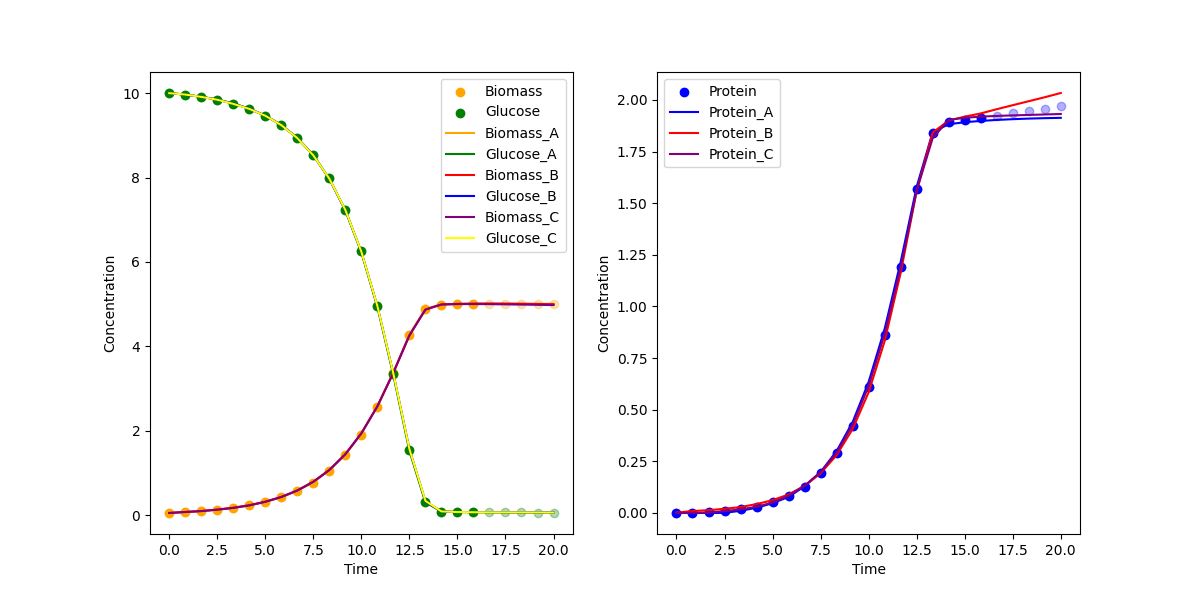 Concentration
10
8
6
4
2
0
0.0 2.5 5.0 7.5 10.0 12.5 15.0 17.5 20.0
Time
Biomass
Glucose
Biomass_A
Glucose_A
Biomass_B
Glucose_B
Biomass_C
Glucose_C
Concentration
2.00
1.75
1.50
1.25
1.00
0.75
0.50
0.25
0.00
0.0 2.5 5.0 7.5 10.0 12.5 15.0 17.5 20.0
Time
Protein
Protein_A
Protein_B
Protein_C